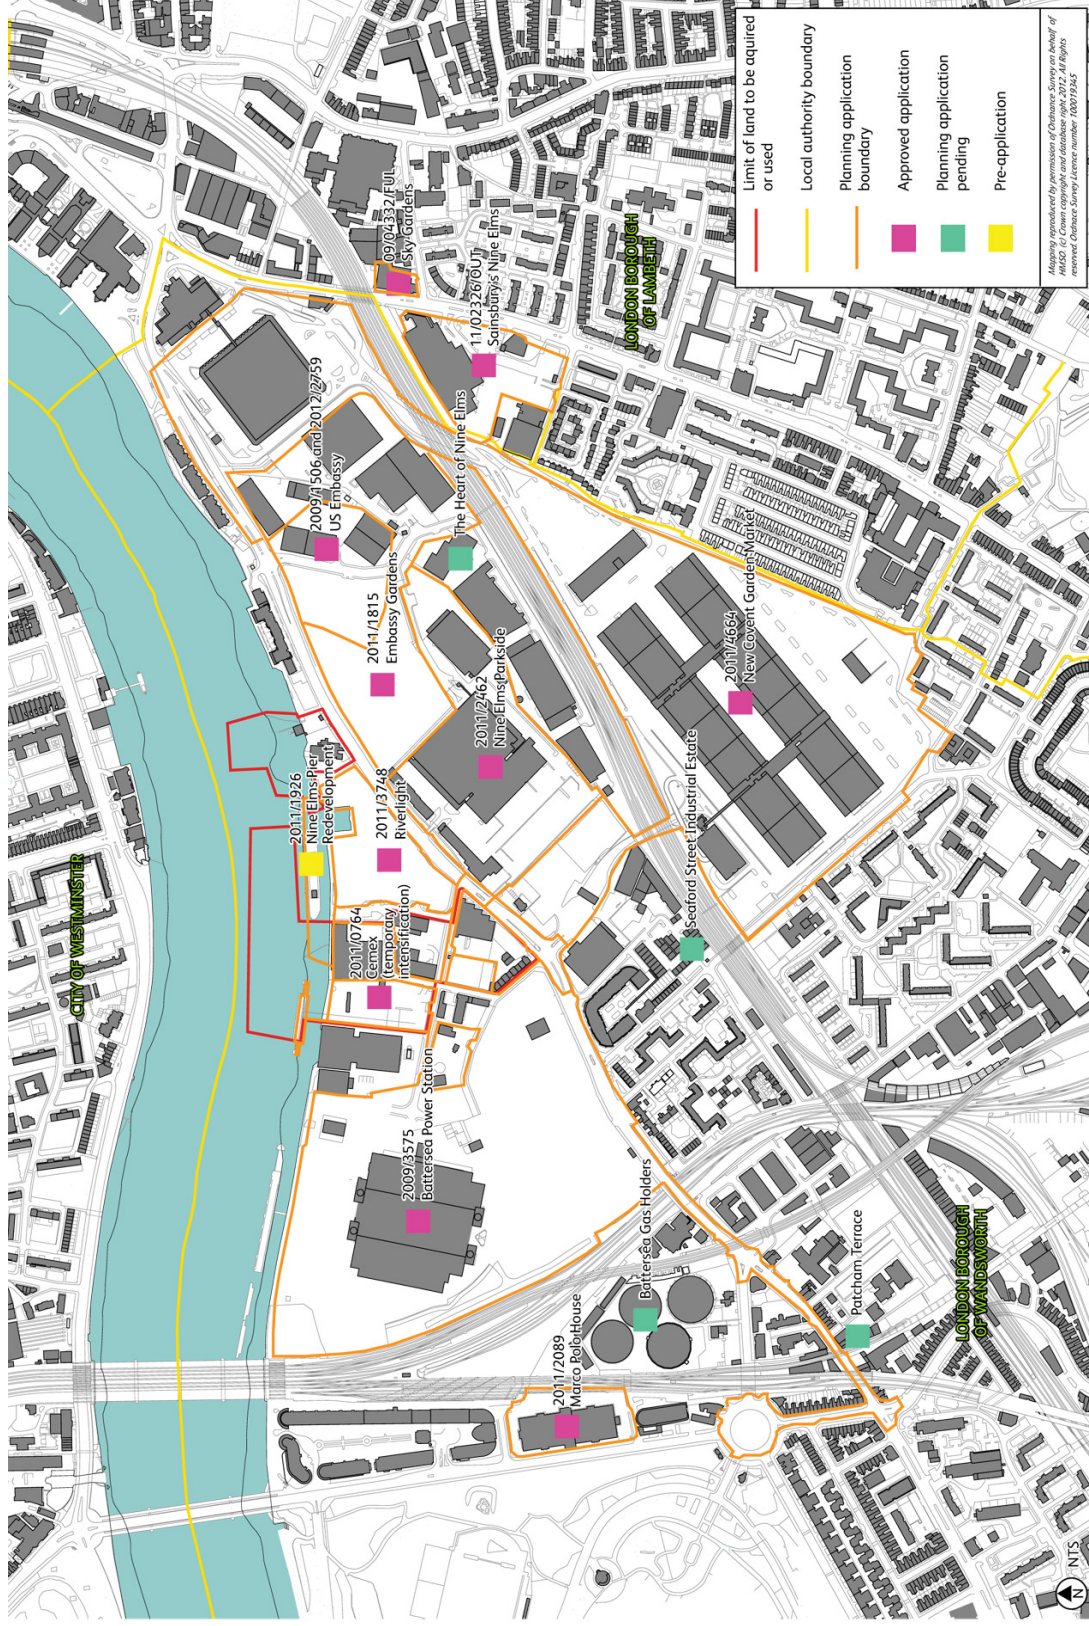 CITY OF WESTMINSTER
2011/1926
Nine Elms Pier
Redevelopment
2009/1506 and 2012/2759
US Embassy
09/04332/FUL
Sky Gardens
11/02326/OUT
Sainsbury's Nine Elms
The Heart of Nine Elms
2011/1815
Embassy Gardens
2011/2462
Nine Elms Parkside
2011/3748
Riverlight
2011/0764
Cemex
(temporary
intensification)
2009/3575
Battersea Power Station
2011/2089
Marco Polo House
Battersea Gas Holders
Patcham Terrace
Seaford Street Industrial Estate
2011/4664
New Covent Garden Market
LONDON BOROUGH
OF LAMBETH
LONDON BOROUGH
OF WANDSWORTH
Limit of land to be aquired
or used
Local authority boundary
Planning application
boundary
Approved application
Planning application
pending
Pre-application
Mapping reproduced by permission of Ordnance Survey on behalf of
HMSO. (c) Crown copyright and database right 2012. All Rights
reserved. Ordnance Survey Licence number 100019345
N
NTS